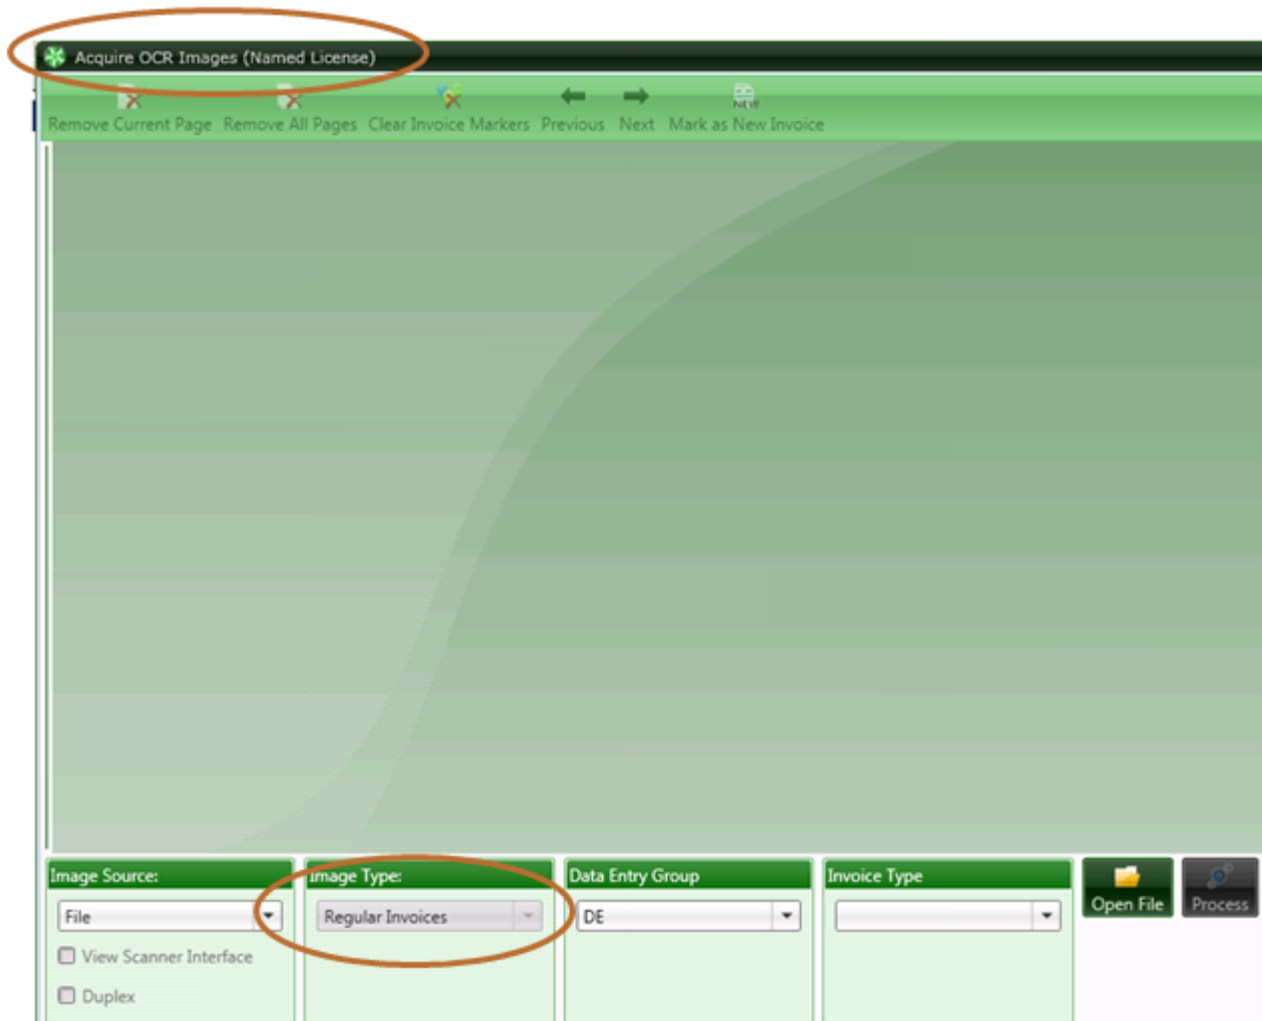 Acquire OCR Images (Named License)
NEW
Remove Current Page Remove All Pages Clear Invoice Markers Previous Next Mark as New Invoice
Image Source: Image Type: Data Entry Group Invoice Type
File Regular Invoices DE Open File Process
View Scanner Interface
Duplex